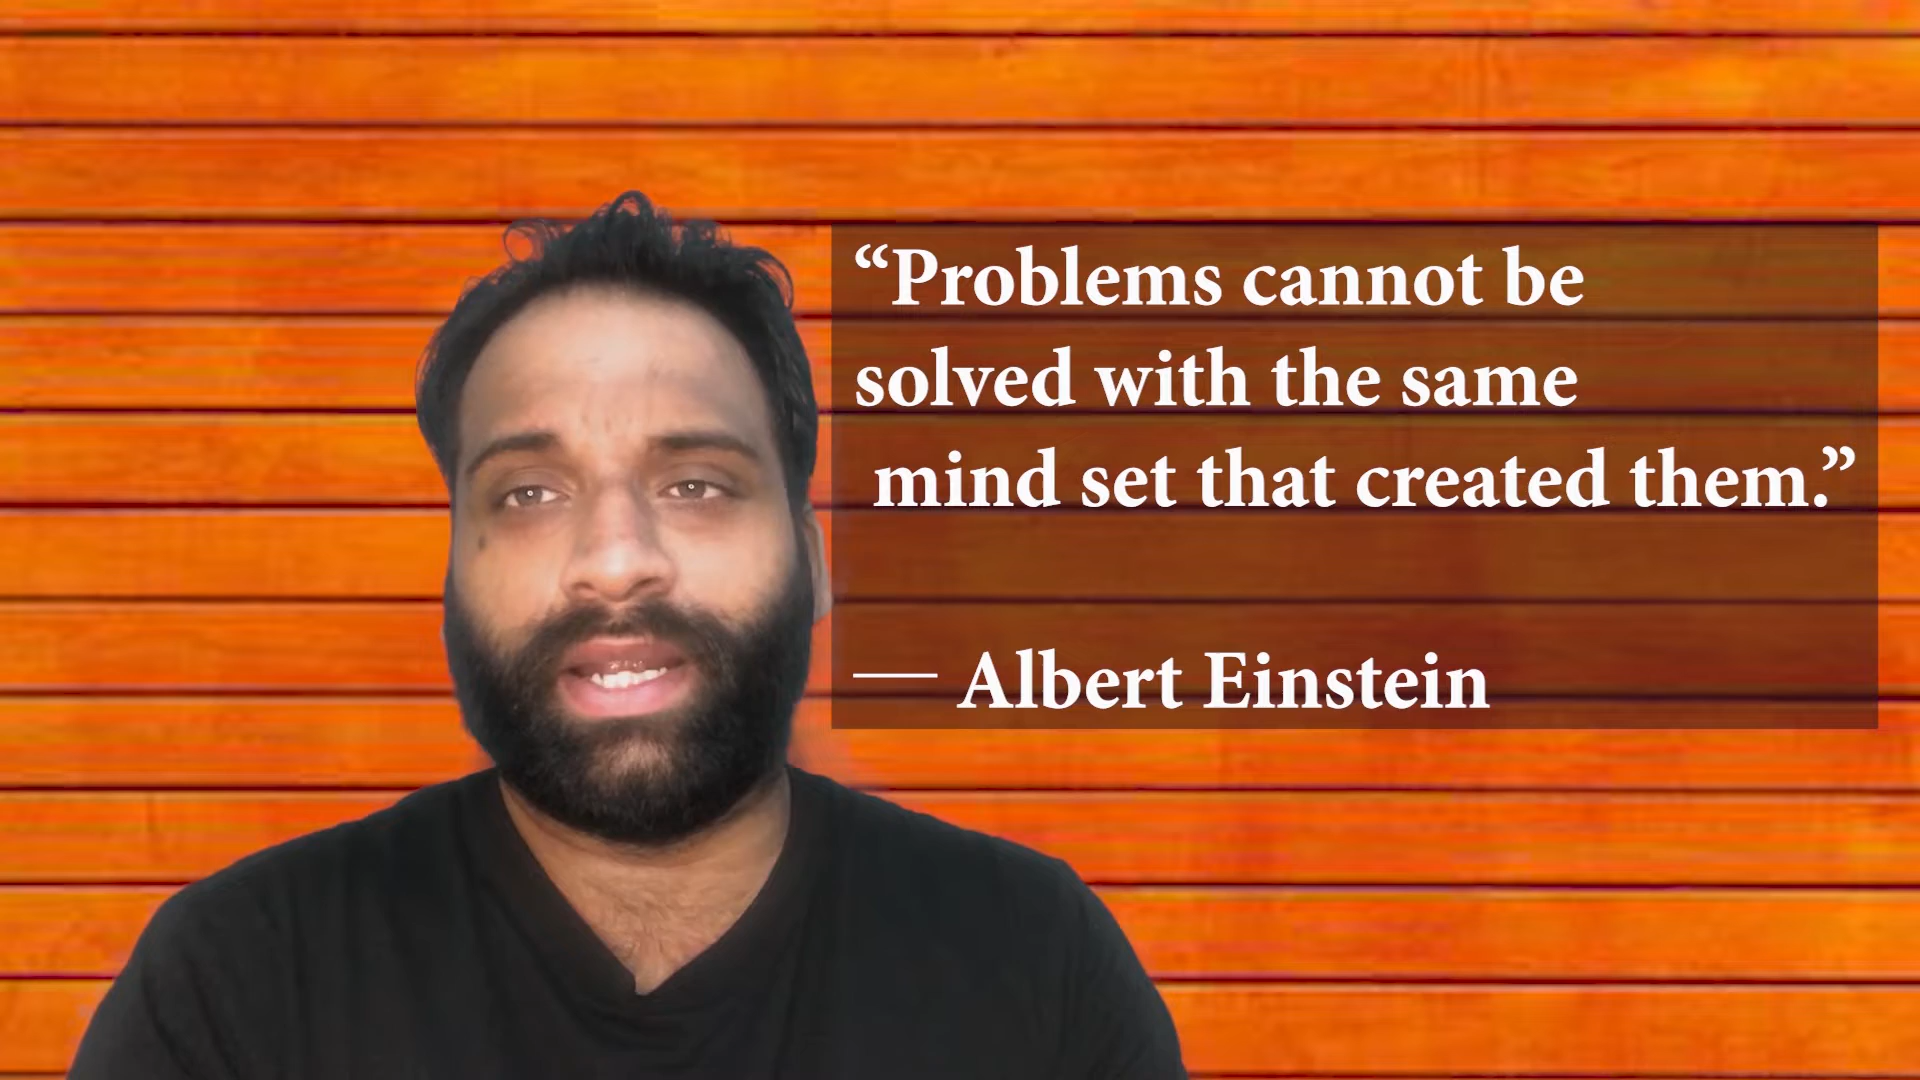 “Problems cannot be
solved with the same
mind set that created them.”
— Albert Einstein